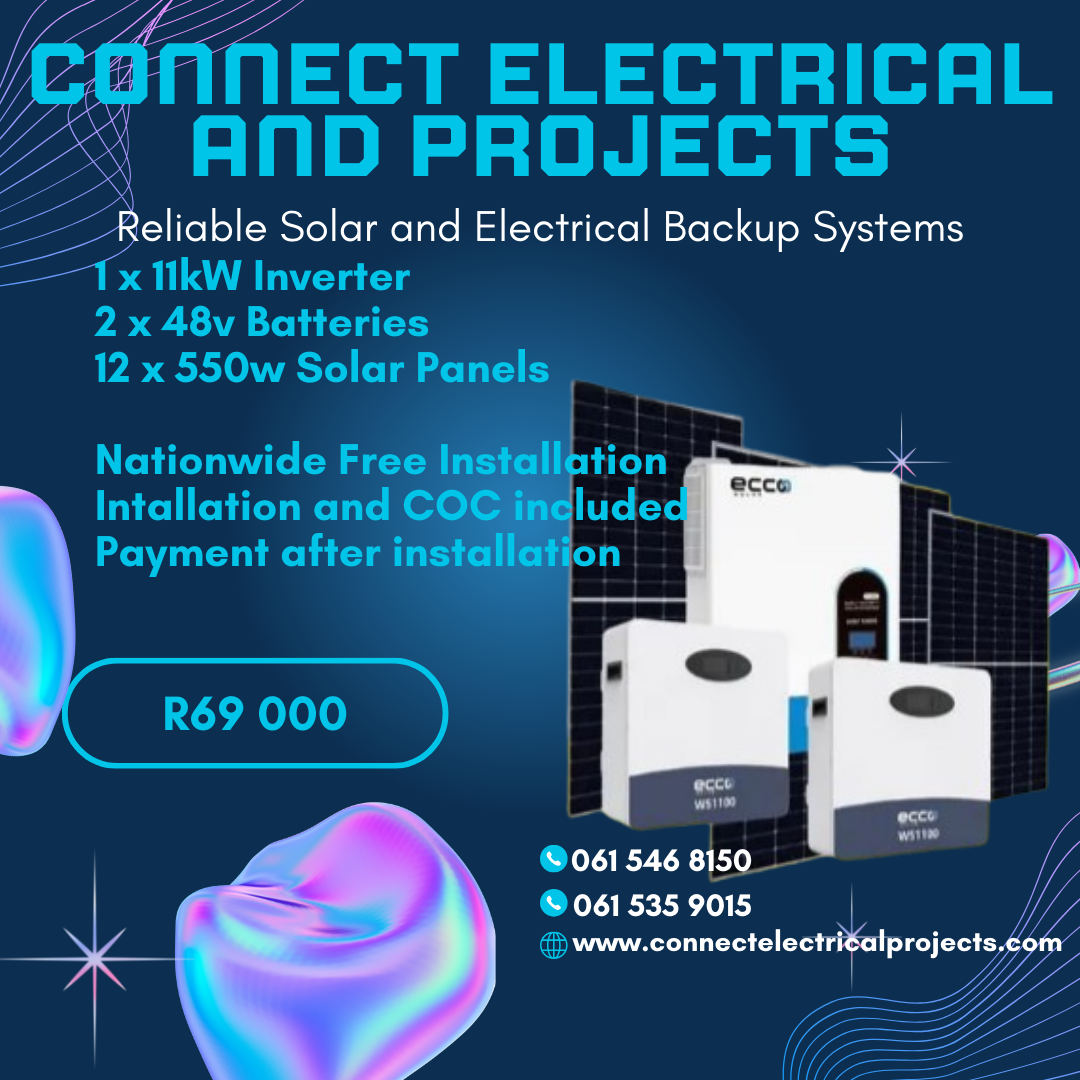 CONNECT ELECTRICAL
AND PROJECTS
Reliable Solar and Electrical Backup Systems
1 x 11kW Inverter
2 x 48v Batteries
12 x 550w Solar Panels
Nationwide Free Installation
Intallation and COC included
Payment after installation
R69 000
ecco
ecco
W51100
ecco
W51100
061 546 8150
061 535 9015
www.connectelectricalprojects.com